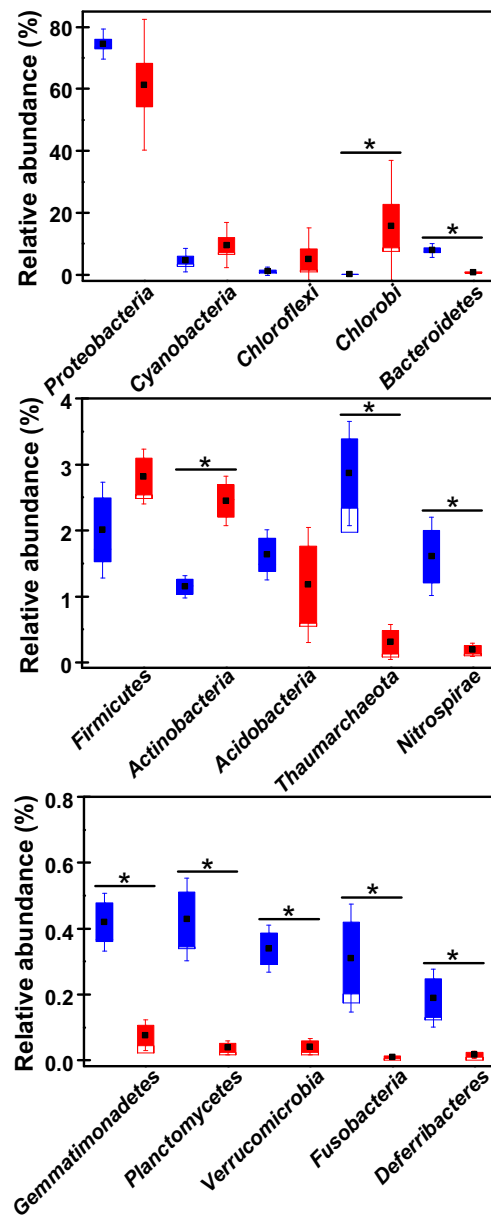 Relative abundance (%)
80
60
40
20
0
*
*
Proteobacteria
Cyanobacteria
Chloroflexi
Chlorobi
Bacteroidetes
Relative abundance (%)
4
3
2
1
0
*
*
*
Firmicutes
Actinobacteria
Acidobacteria
Thaumarchaeota
Nitrospirae
Relative abundance (%)
0.8
0.6
0.4
0.2
0.0
*
*
*
*
*
Gemmatimonadetes
Planctomycetes
Verrucomicrobia
Fusobacteria
Deferribacteres